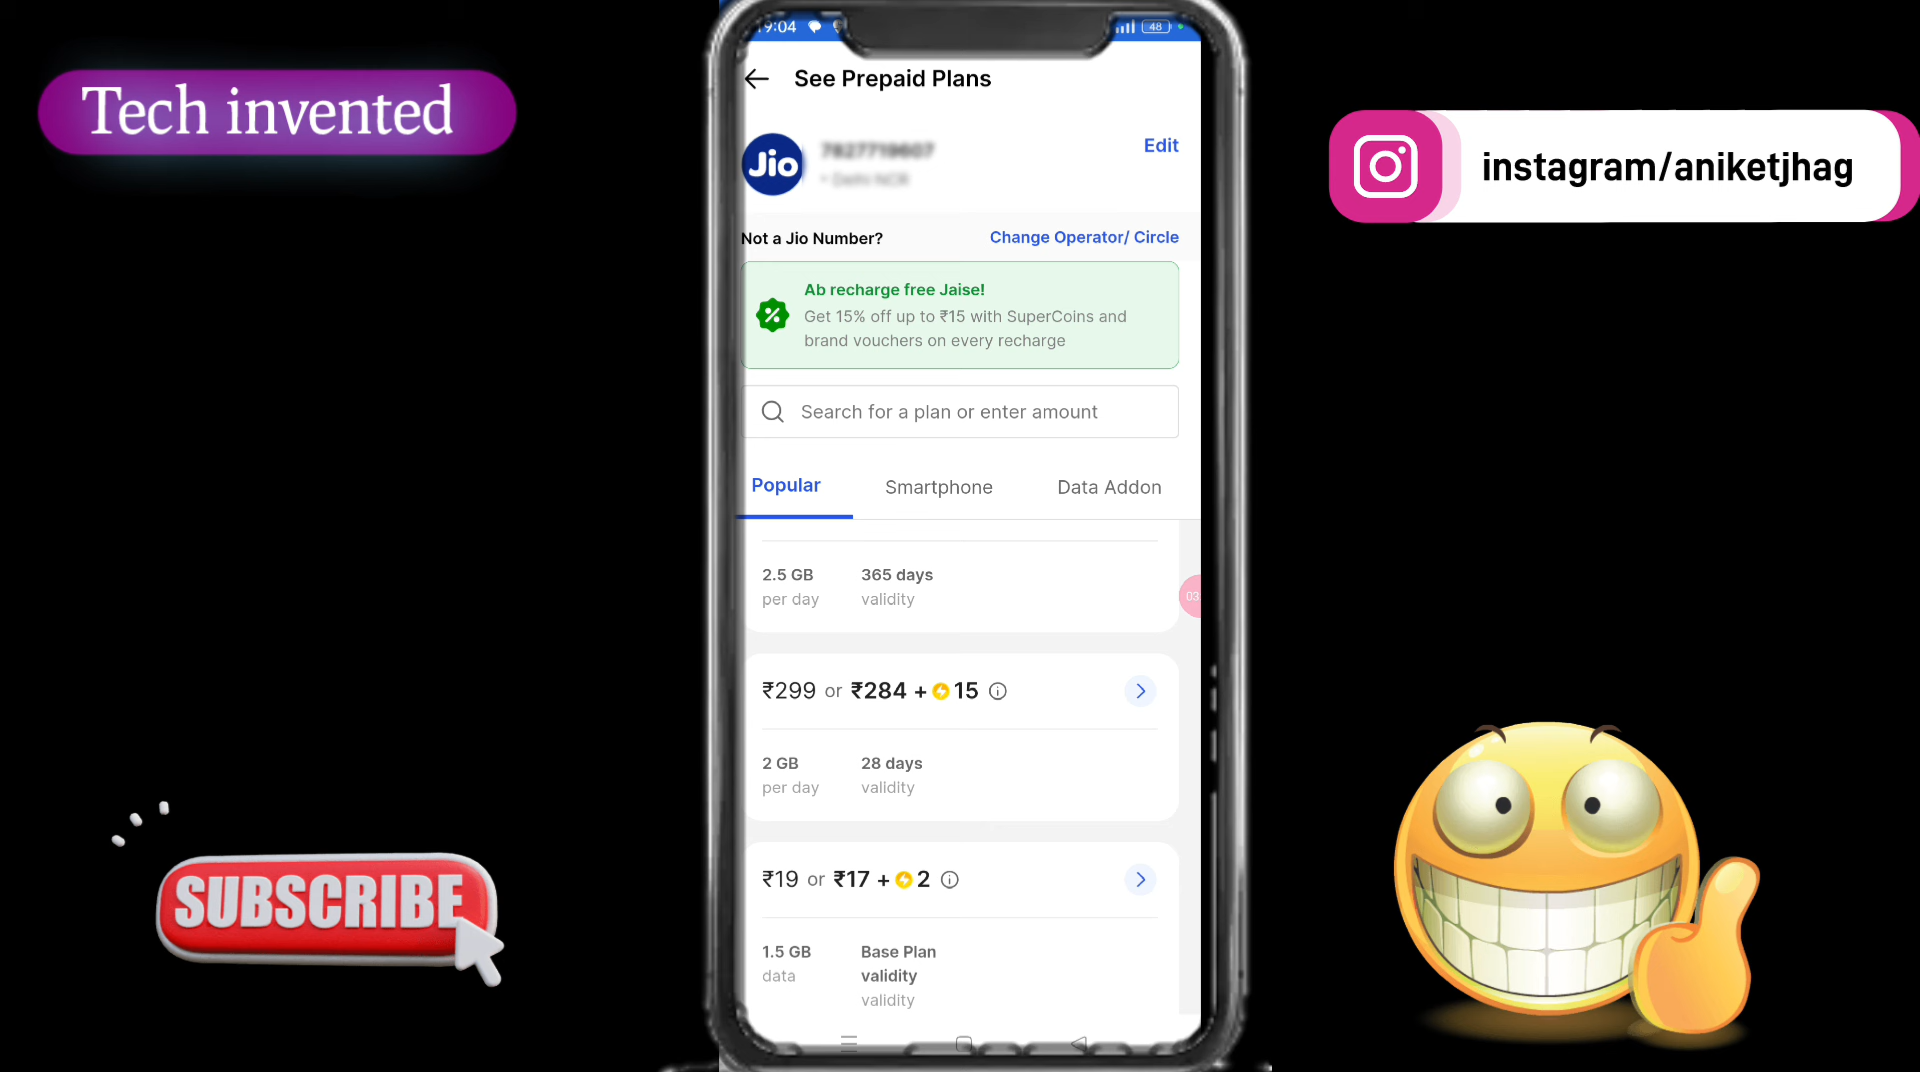 Tech invented
19:04
48
See Prepaid Plans
Jio
Edit
instagram/aniketjhag
Not a Jio Number?
Change Operator/ Circle
Ab recharge free Jaise!
Get 15% off up to ₹15 with SuperCoins and
brand vouchers on every recharge
Search for a plan or enter amount
Popular
Smartphone
Data Addon
2.5 GB
365 days
per day
validity
03
₹299 or ₹284 + 15
2 GB
28 days
per day
validity
₹19 or ₹17 + 2
1.5 GB
Base Plan
data
validity
validity
SUBSCRIBE